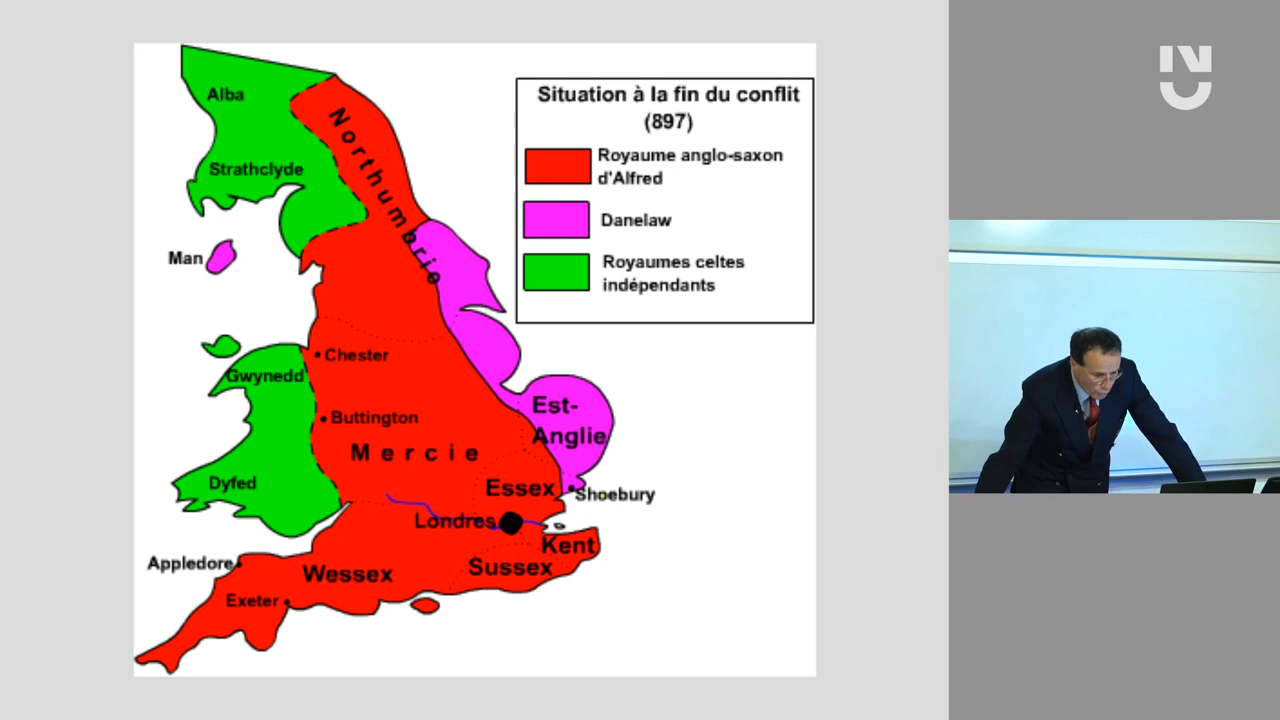 Situation à la fin du conflit
(897)
Royaume anglo-saxon
d'Alfred
Danelaw
Royaumes celtes
indépendants
Alba
Strathclyde
Northumbrie
Man
Chester
Gwynedd
Buttington
Mercie
Est-
Anglie
Dyfed
Essex
Shoebury
Londres
Kent
Appledore
Wessex
Sussex
Exeter